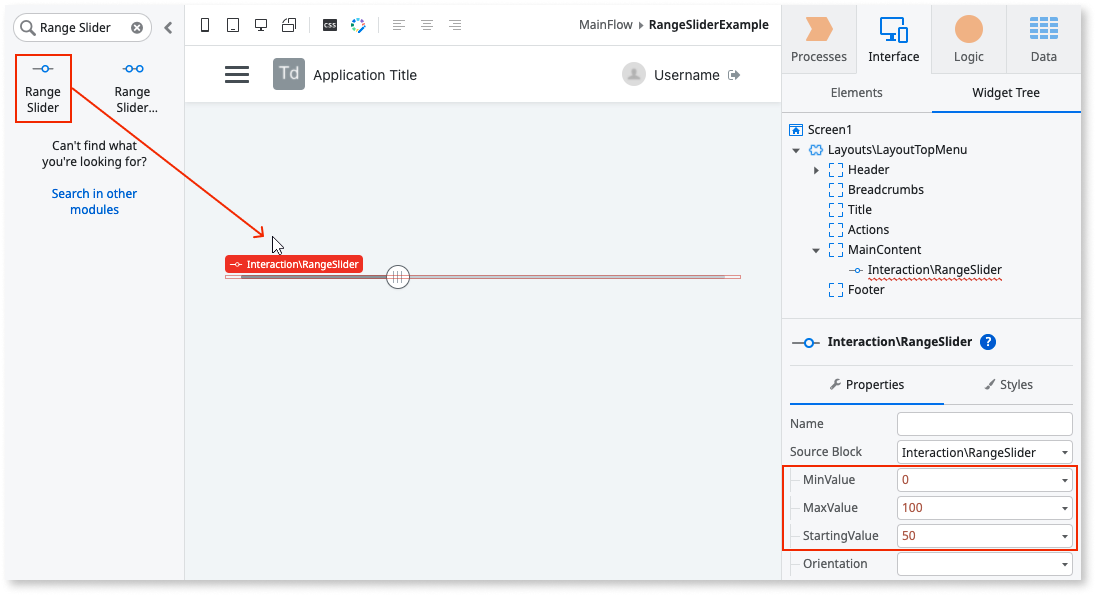 Range Slider
Range
Slider
Range
Slider...
Can't find what
you're looking for?
Search in other
modules
CSS
MainFlow
RangeSliderExample
Td
Application Title
Username
Interaction\RangeSlider
Processes
Interface
Logic
Data
Elements
Widget Tree
Screen1
Layouts\LayoutTopMenu
Header
Breadcrumbs
Title
Actions
MainContent
Interaction\RangeSlider
Footer
Interaction\RangeSlider ?
Properties
Styles
Name
Source Block Interaction\RangeSlider
MinValue 0
MaxValue 100
StartingValue 50
Orientation